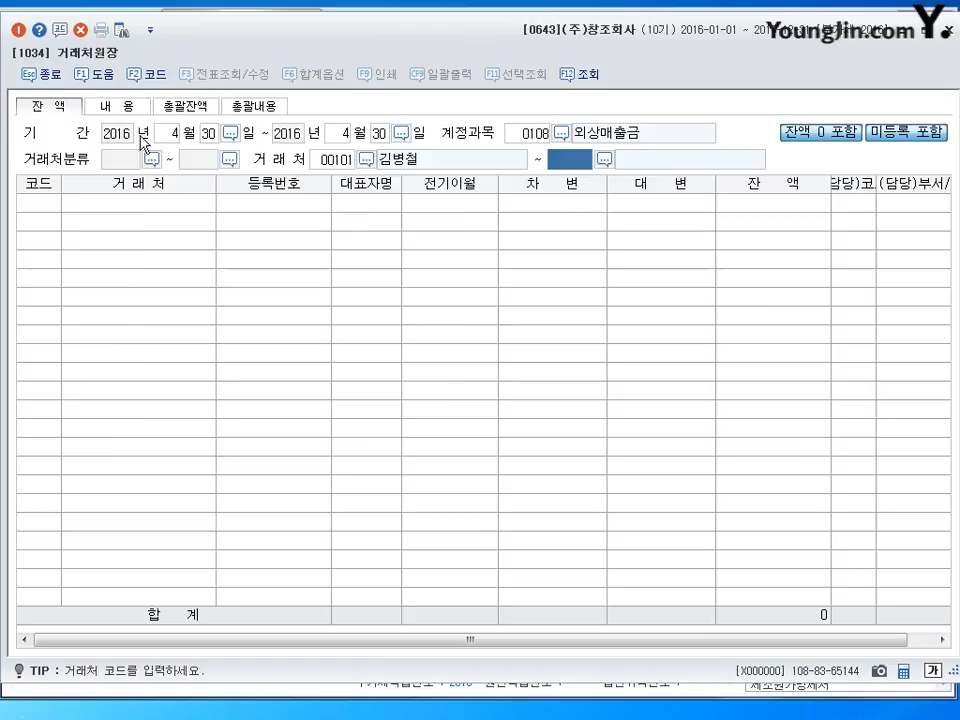 [0643](주)창조회사 (10기) 2016-01-01 ~
YoungJin.com Y.
[1034] 거래처원장
Esc 종료 F1 도움 F2 코드 F3 전표조회/수정 F6 합계옵션 F9 인쇄 CF9 일괄출력 F11 선택조회 F12 조회
잔 액 내 용 총괄잔액 총괄내용
기 간 2016 년 4 월 30 일 ~ 2016 년 4 월 30 일 계정과목 0108 외상매출금 잔액 0 포함 미등록 포함
거래처분류 ~ 거 래 처 00101 김병철 ~
코드 거 래 처 등록번호 대표자명 전기이월 차 변 대 변 잔 액 담당)코 (담당)부서/
합 계 0
TIP : 거래처 코드를 입력하세요. [X000000] 108-83-65144 가